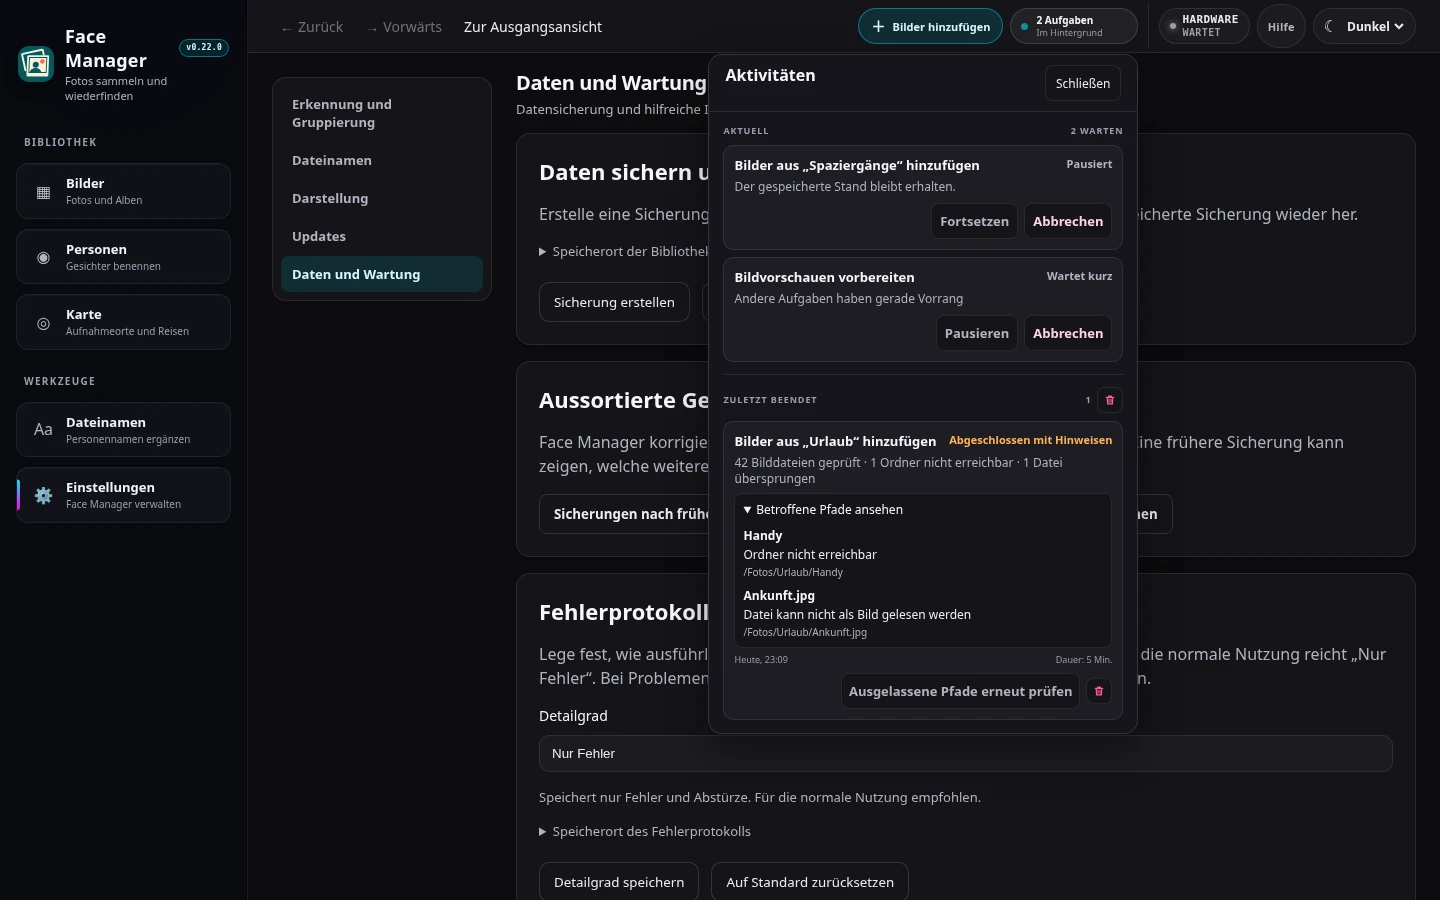 Face
Manager
v0.22.0
Fotos sammeln und
wiederfinden
BIBLIOTHEK
Bilder
Fotos und Alben
Personen
Gesichter benennen
Karte
Aufnahmeorte und Reisen
WERKZEUGE
Aa Dateinamen
Personennamen ergänzen
Einstellungen
Face Manager verwalten
← Zurück → Vorwärts Zur Ausgangsansicht
+ Bilder hinzufügen
2 Aufgaben
Im Hintergrund
HARDWARE
WARTET
Hilfe
Dunkel
Erkennung und
Gruppierung
Dateinamen
Darstellung
Updates
Daten und Wartung
Daten und Wartung
Datensicherung und hilfreiche
Daten sichern
Erstelle eine Sicherung
Sicherung wieder her.
▶ Speicherort der
Sicherung erstellen
Aussortierte
Face Manager
frühere Sicherung kann
zeigen, welche weitere
Sicherungen nach
Fehlerprotokoll
Lege fest, wie
die normale Nutzung reicht „Nur
Fehler“. Bei Problemen
Detailgrad
Nur Fehler
Speichert nur Fehler und Abstürze. Für die normale Nutzung empfohlen.
▶ Speicherort des Fehlerprotokolls
Detailgrad speichern
Auf Standard zurücksetzen
Aktivitäten
Schließen
AKTUELL
2 WARTEN
Bilder aus „Spaziergänge“ hinzufügen
Pausiert
Der gespeicherte Stand bleibt erhalten.
Fortsetzen
Abbrechen
Bildvorschauen vorbereiten
Wartet kurz
Andere Aufgaben haben gerade Vorrang
Pausieren
Abbrechen
ZULETZT BEENDET
1
Bilder aus „Urlaub“ hinzufügen
Abgeschlossen mit Hinweisen
42 Bilddateien geprüft · 1 Ordner nicht erreichbar · 1 Datei
übersprungen
▼ Betroffene Pfade ansehen
Handy
Ordner nicht erreichbar
/Fotos/Urlaub/Handy
Ankunft.jpg
Datei kann nicht als Bild gelesen werden
/Fotos/Urlaub/Ankunft.jpg
Heute, 23:09
Dauer: 5 Min.
Ausgelassene Pfade erneut prüfen